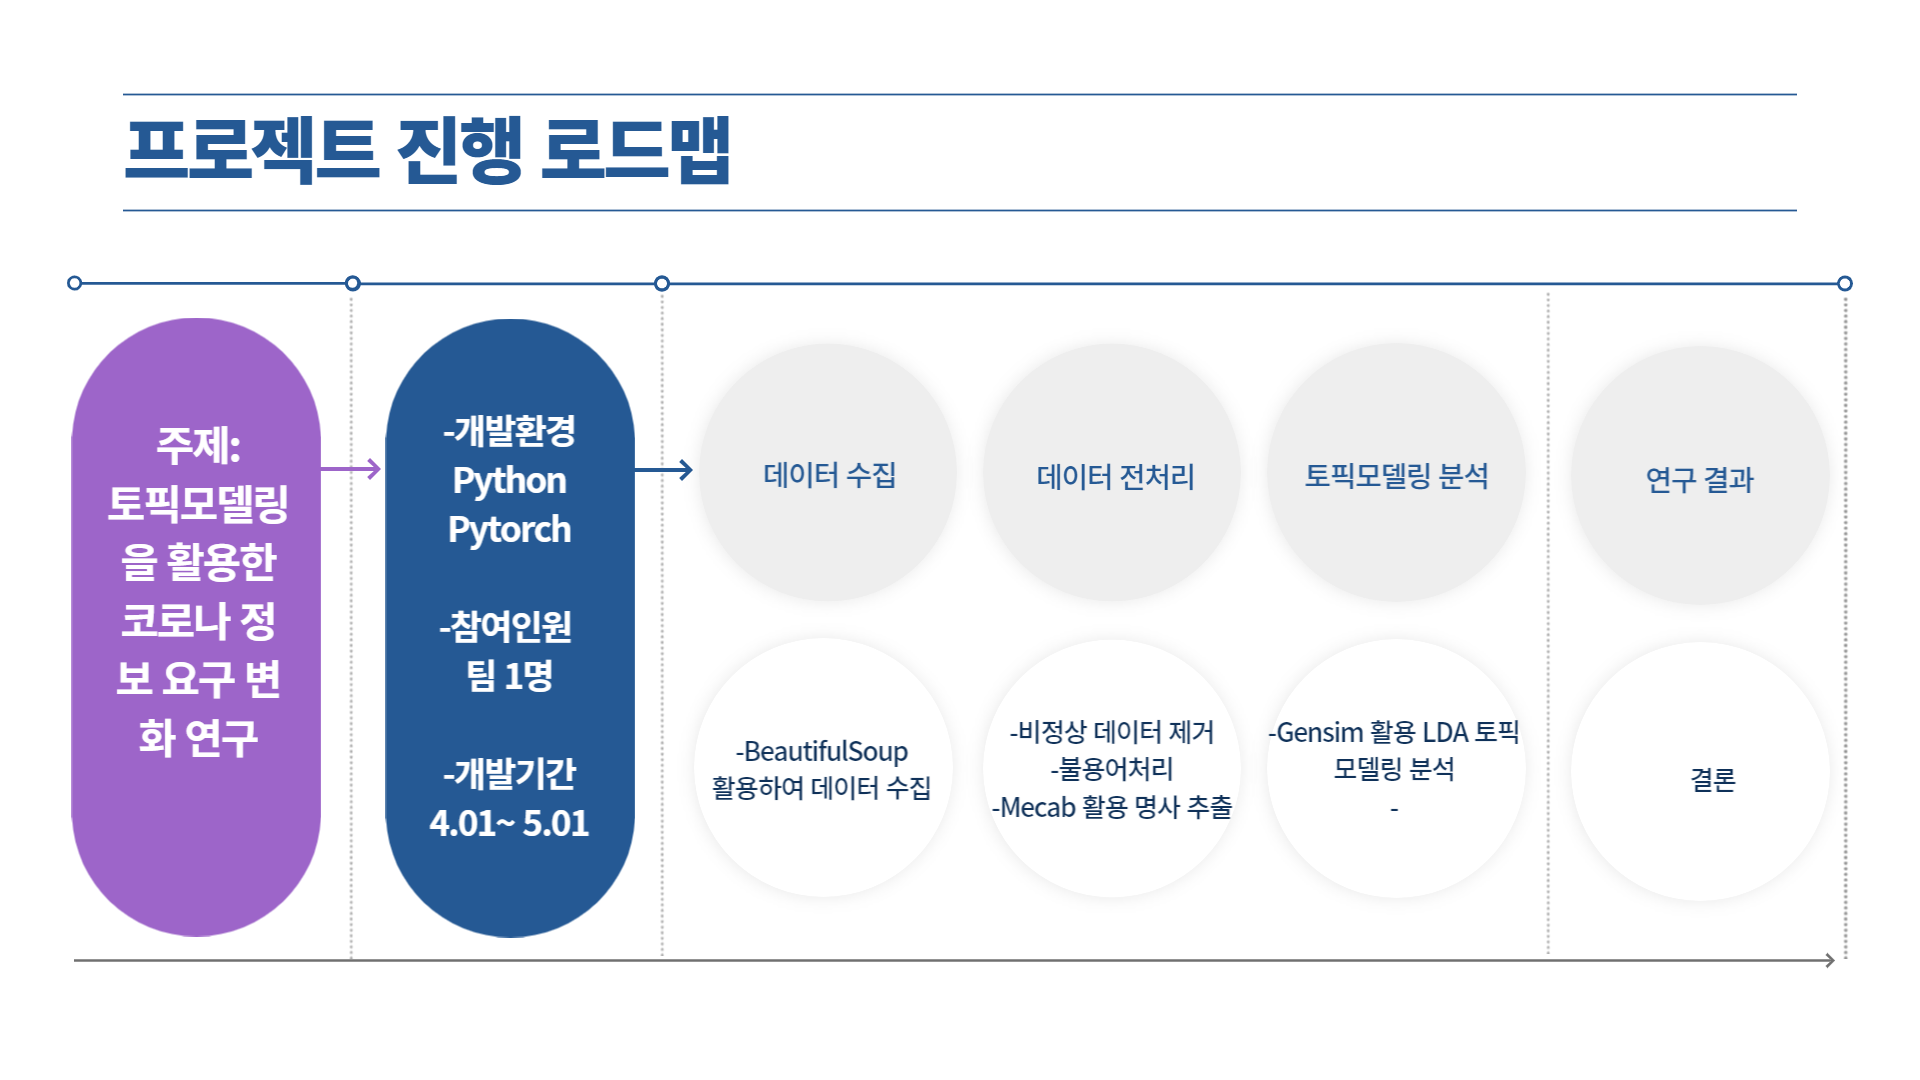 프로젝트 진행 로드맵
주제:
토픽모델링
을 활용한
코로나 정
보 요구 변
화 연구
-개발환경
Python
Pytorch
-참여인원
팀 1명
-개발기간
4.01~ 5.01
데이터 수집
데이터 전처리
토픽모델링 분석
연구 결과
-BeautifulSoup
활용하여 데이터 수집
-비정상 데이터 제거
-불용어처리
-Mecab 활용 명사 추출
-Gensim 활용 LDA 토픽
모델링 분석
-
결론